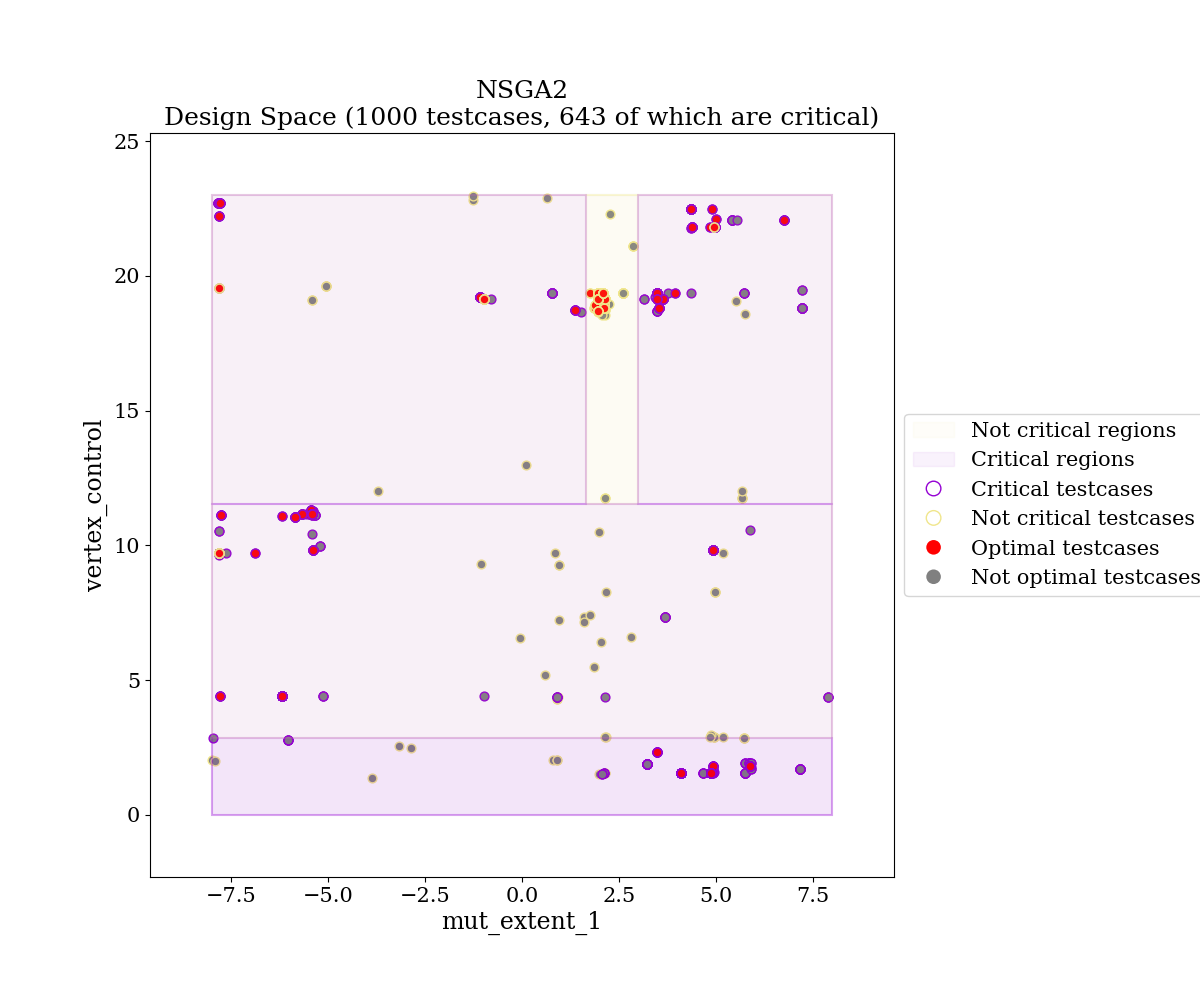 NSGA2
Design Space (1000 testcases, 643 of which are critical)
25
20
15
10
5
0
vertex_control
−7.5
−5.0
−2.5
0.0
2.5
5.0
7.5
mut_extent_1
Not critical regions
Critical regions
Critical testcases
Not critical testcases
Optimal testcases
Not optimal testcases